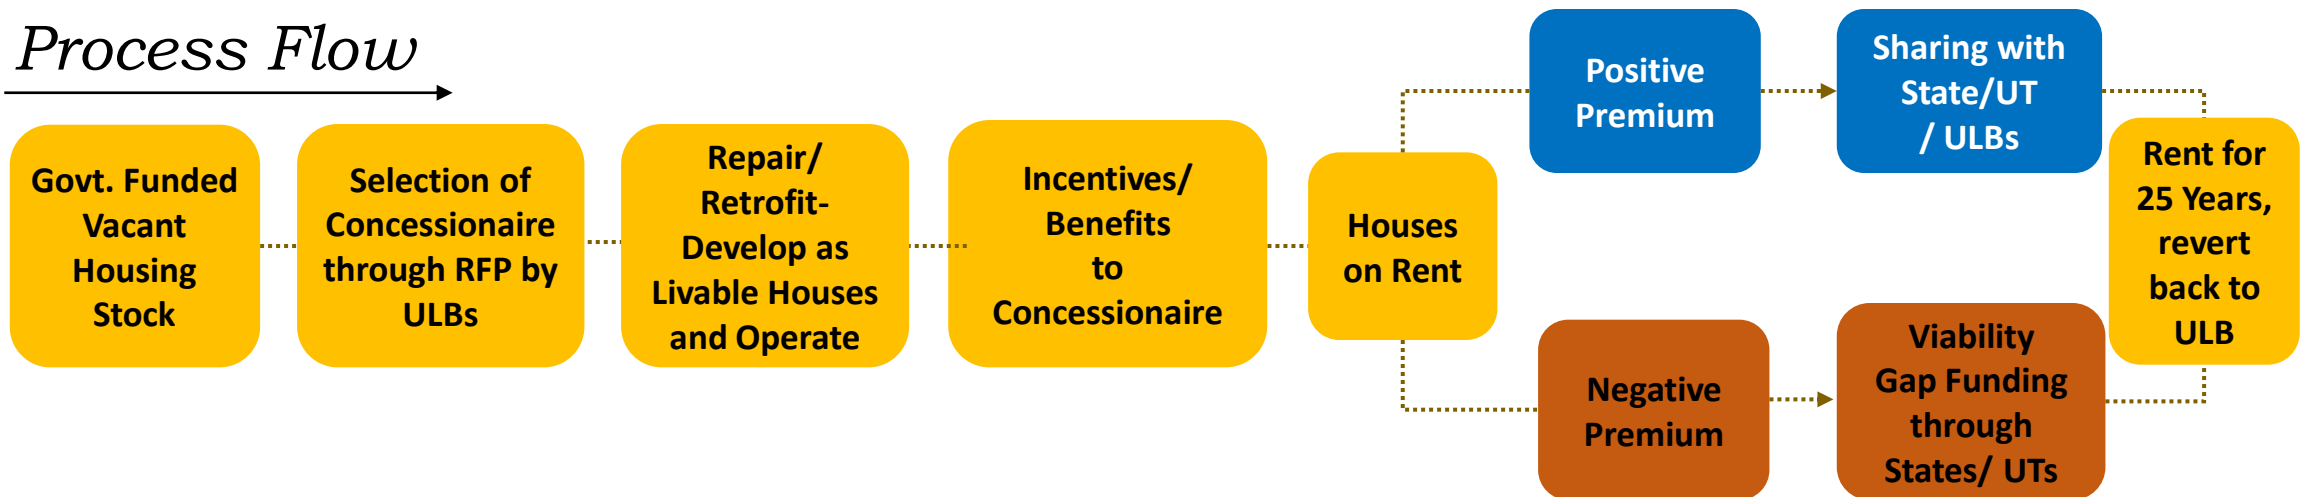 Process Flow
Govt. Funded
Vacant
Housing
Stock
Selection of
Concessionaire
through RFP by
ULBs
Repair/
Retrofit-
Develop as
Livable Houses
and Operate
Incentives/
Benefits
to
Concessionaire
Houses
on Rent
Positive
Premium
Sharing with
State/UT
/ ULBs
Negative
Premium
Viability
Gap Funding
through
States/ UTs
Rent for
25 Years,
revert
back to
ULB